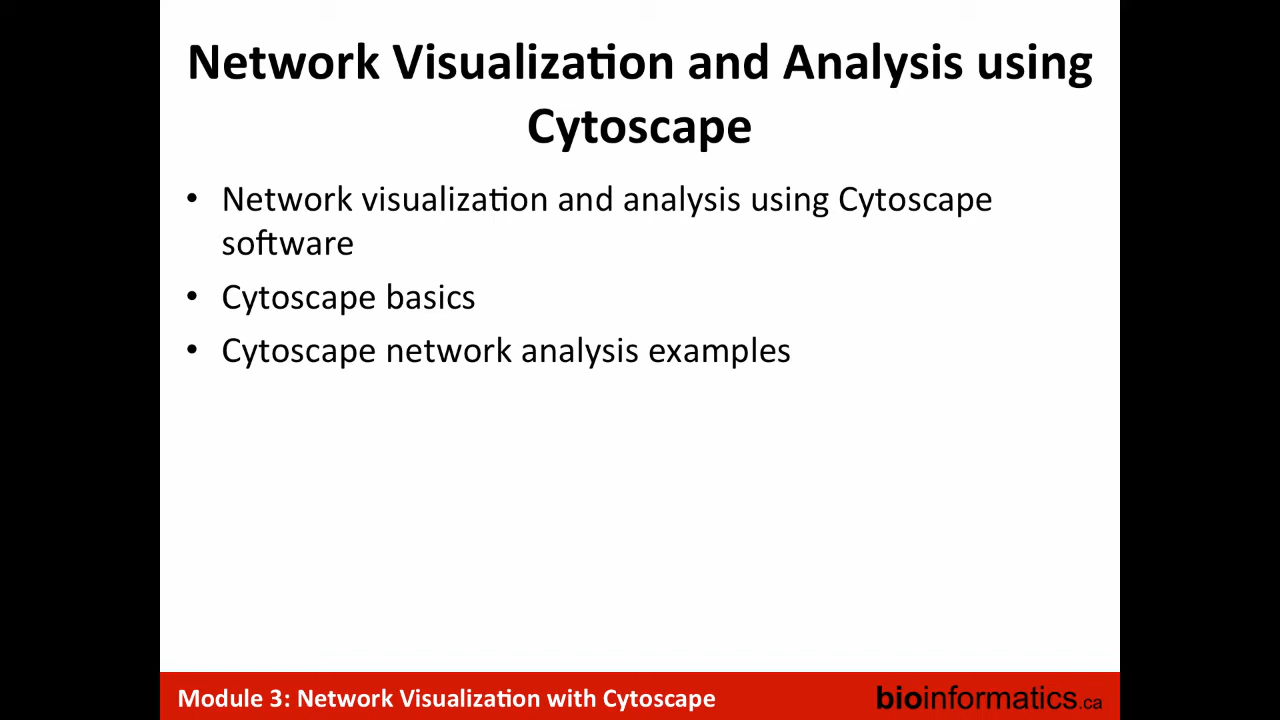 Network Visualization and Analysis using
Cytoscape
• Network visualization and analysis using Cytoscape
software
• Cytoscape basics
• Cytoscape network analysis examples
Module 3: Network Visualization with Cytoscape
bioinformatics.ca